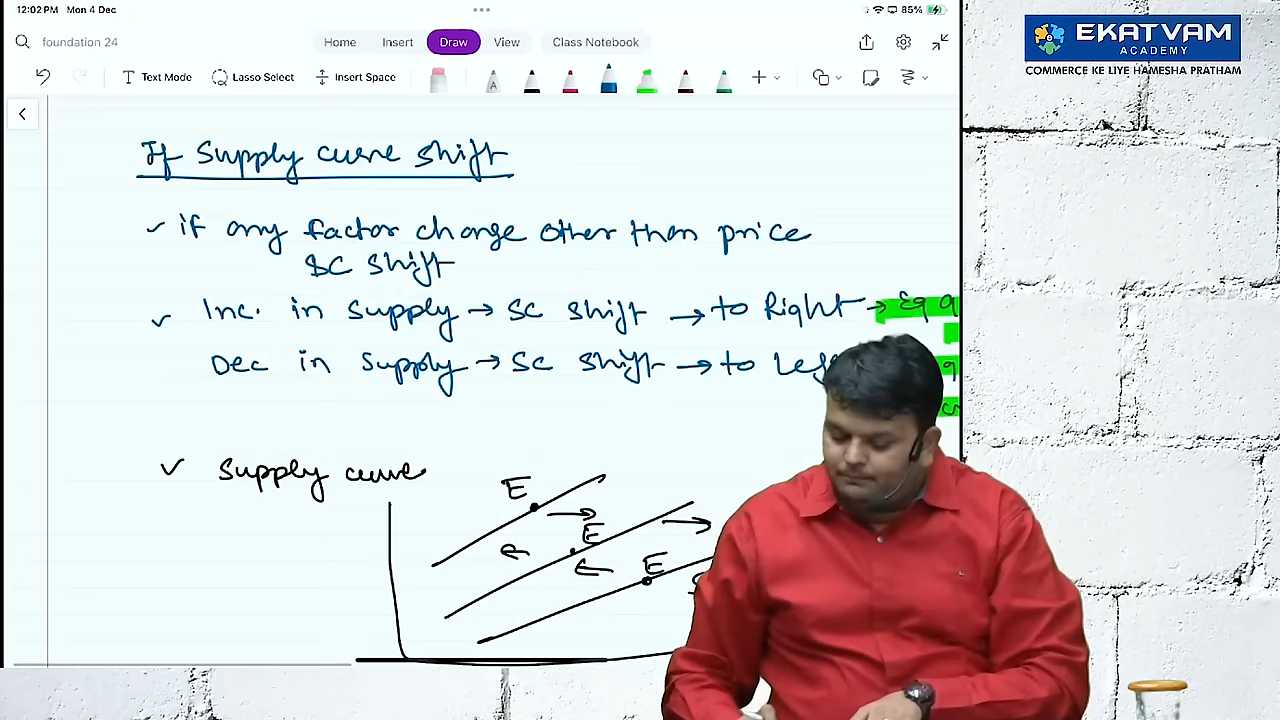 12:02 PM Mon 4 Dec
85%
EKATVAM
ACADEMY
COMMERCE KE LIYE HAMESHA PRATHAM
foundation 24
Home Insert Draw View Class Notebook
Text Mode Lasso Select Insert Space
If Supply curve shift
if any factor change other than price
SC shift
Inc. in supply → SC shift → to Right → Eq
Dec in supply → SC shift → to
Supply curve
E
E
E